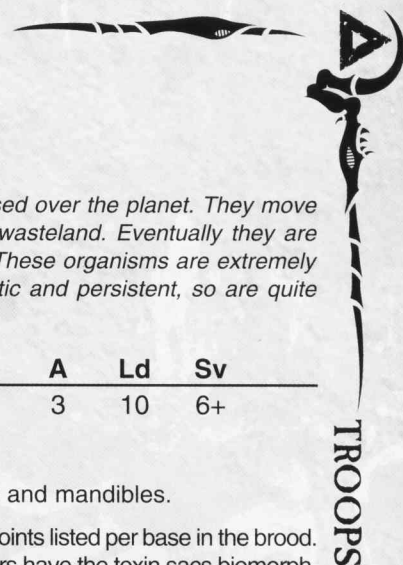 sed over the planet. They move
wasteland. Eventually they are
These organisms are extremely
tic and persistent, so are quite
A Ld Sv
3 10 6+
and mandibles.
oints listed per base in the brood.
rs have the toxin sacs biomorph.
TROOPS